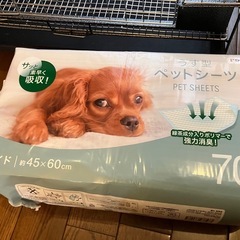 サッと
素早く
吸収!
うす型
ペットシーツ
PET SHEETS
緑茶成分入りポリマーで
強力消臭!
イド 約45×60cm
70